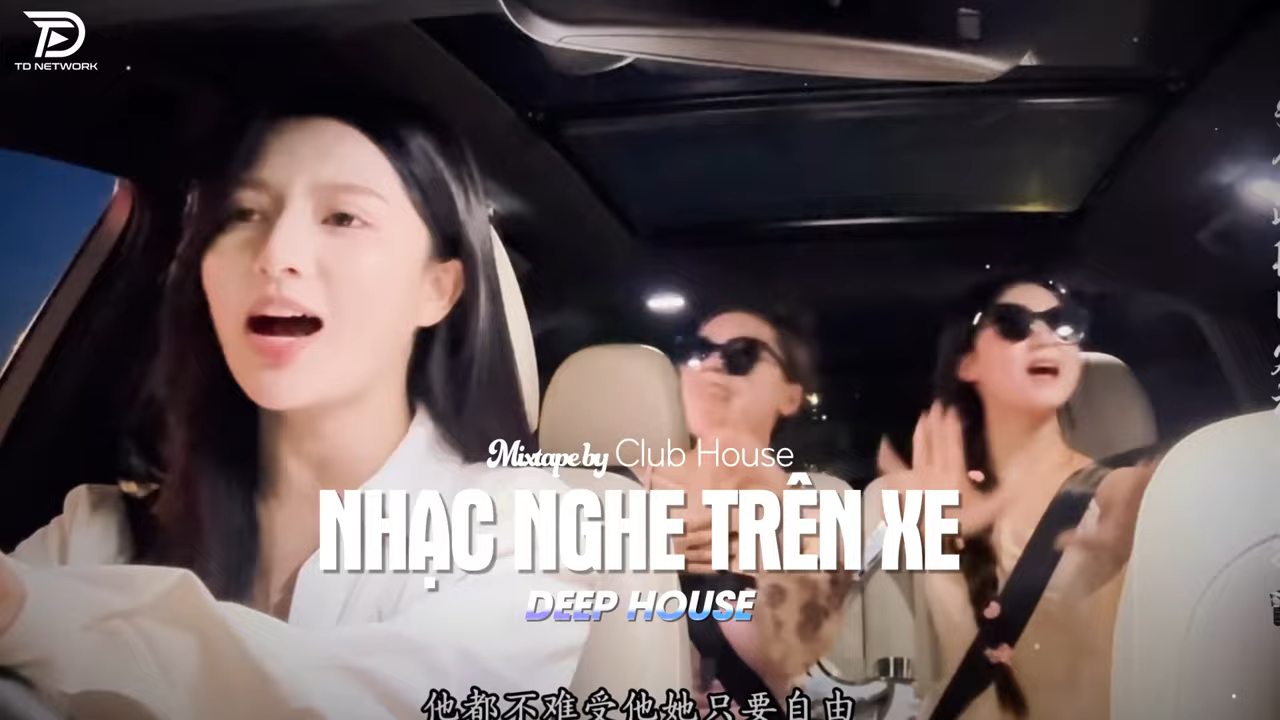 TD NETWORK
Mixtape by Club House
NHẠC NGHE TRÊN XE
DEEP HOUSE
他都不难受他她只要自由